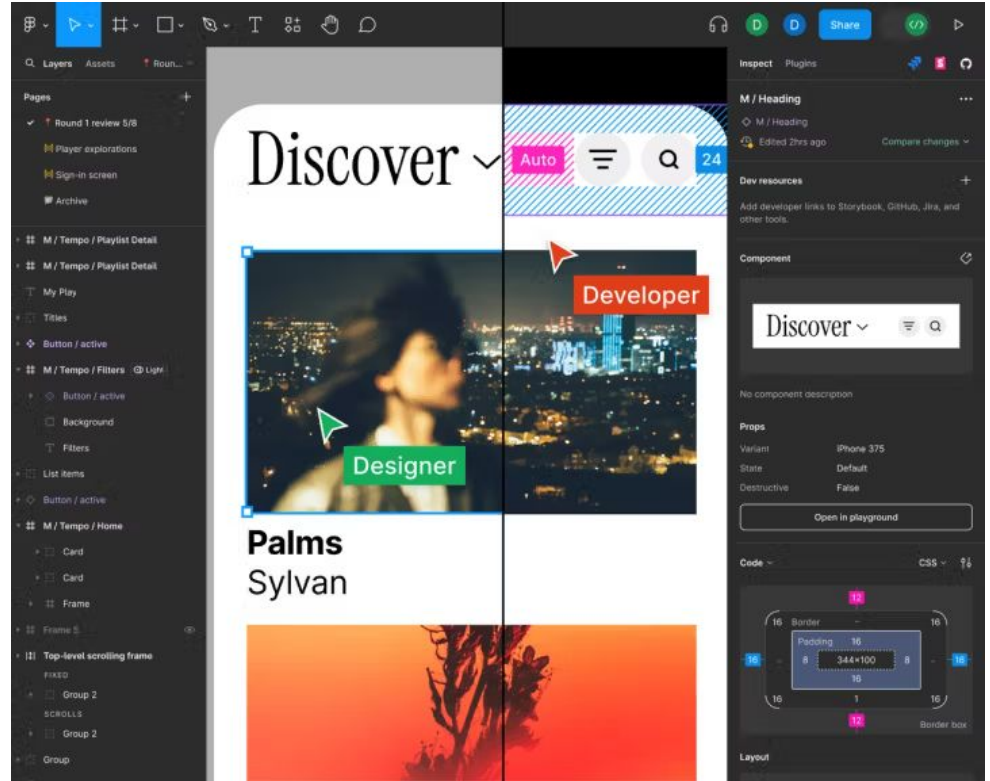 D
D
Share
Layers Assets Roun...
Inspect Plugins
Pages
Round 1 review 5/8
Player explorations
Sign-in screen
Archive
M / Tempo / Playlist Detail
M / Tempo / Playlist Detail
My Play
Titles
Button / active
M / Tempo / Filters Light
Button / active
Background
Filters
List items
Button / active
M / Tempo / Home
Card
Card
Frame
Frame 5
Top-level scrolling frame
FIXED
Group 2
SCROLLS
Group 2
Group
Discover
Auto
24
Developer
Designer
Palms
Sylvan
M / Heading
M / Heading
Edited 2hrs ago Compare changes
Dev resources
Add developer links to Storybook, GitHub, Jira, and
other tools.
Component
Discover
No component description
Props
Variant iPhone 375
State Default
Destructive False
Open in playground
Code CSS
12
16 Border - 16
Padding 16
16 - 8 344×100 8 - 16
16
16 1 16
12
Border box
Layout